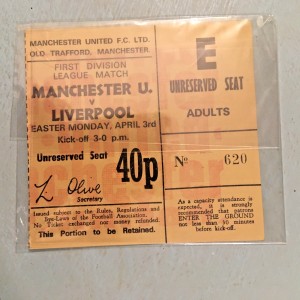 MANCHESTER UNITED F.C. LTD.
OLD TRAFFORD, MANCHESTER.
FIRST DIVISION
LEAGUE MATCH
MANCHESTER U.
v
LIVERPOOL
EASTER MONDAY, APRIL 3rd
Kick-off 3-0 p.m.
Unreserved Seat 40p
L. Olive
Secretary
Issued subject to the Rules, Regulations and
Bye-Laws of the Football Association.
No Ticket exchanged nor money refunded.
This Portion to be Retained.
E
UNRESERVED SEAT
ADULTS
No 620
As a capacity attendance
is expected, it is strongly
recommended that patrons
ENTER THE GROUND
not less than 30 minutes
before kick-off.